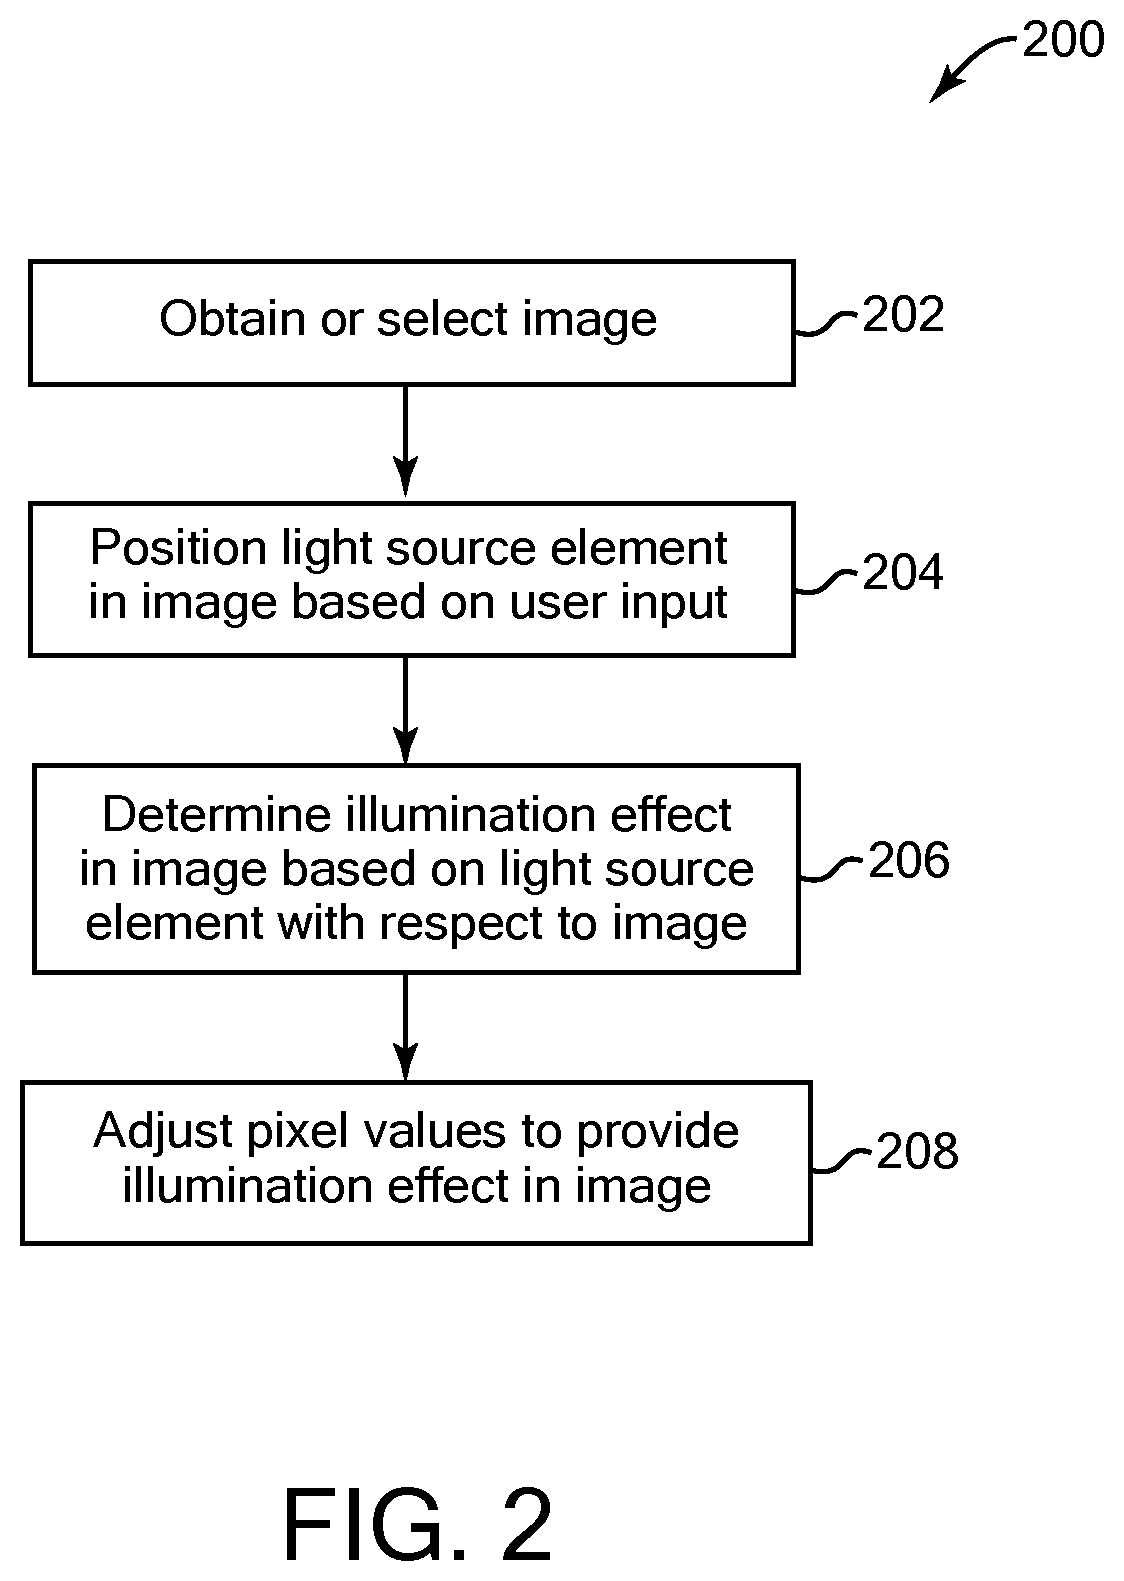 200
Obtain or select image
202
Position light source element
in image based on user input
204
Determine illumination effect
in image based on light source
element with respect to image
206
Adjust pixel values to provide
illumination effect in image
208
FIG. 2